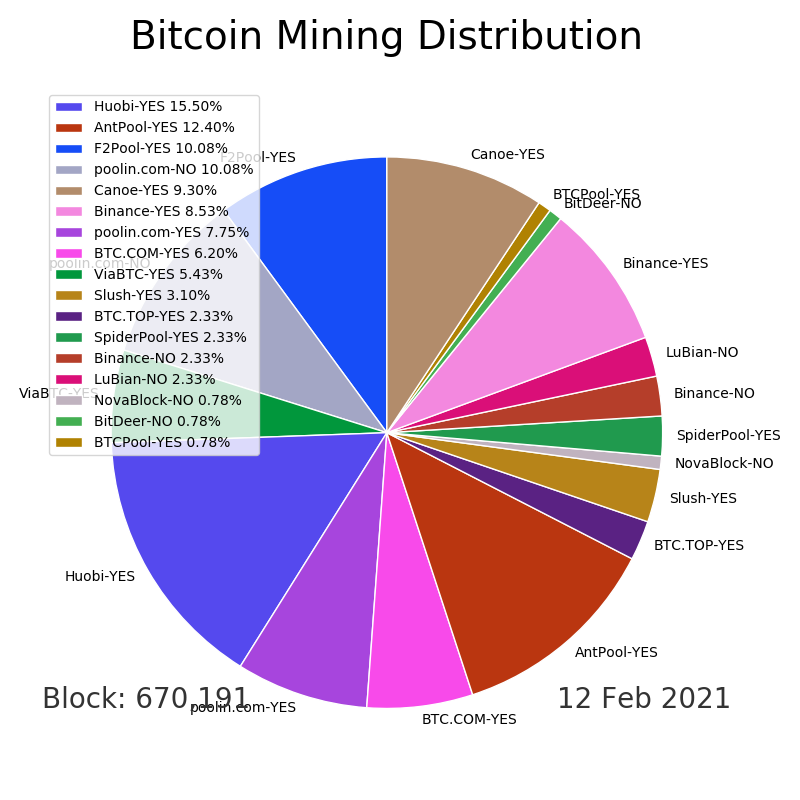 Bitcoin Mining Distribution
Huobi-YES 15.50%
AntPool-YES 12.40%
F2Pool-YES 10.08%
poolin.com-NO 10.08%
Canoe-YES 9.30%
Binance-YES 8.53%
poolin.com-YES 7.75%
BTC.COM-YES 6.20%
ViaBTC-YES 5.43%
Slush-YES 3.10%
BTC.TOP-YES 2.33%
SpiderPool-YES 2.33%
Binance-NO 2.33%
LuBian-NO 2.33%
NovaBlock-NO 0.78%
BitDeer-NO 0.78%
BTCPool-YES 0.78%
F2Pool-YES
poolin.com-NO
ViaBTC-YES
Huobi-YES
poolin.com-YES
BTC.COM-YES
AntPool-YES
BTC.TOP-YES
Slush-YES
NovaBlock-NO
SpiderPool-YES
Binance-NO
LuBian-NO
Binance-YES
BitDeer-NO
BTCPool-YES
Canoe-YES
Block: 670,191
12 Feb 2021